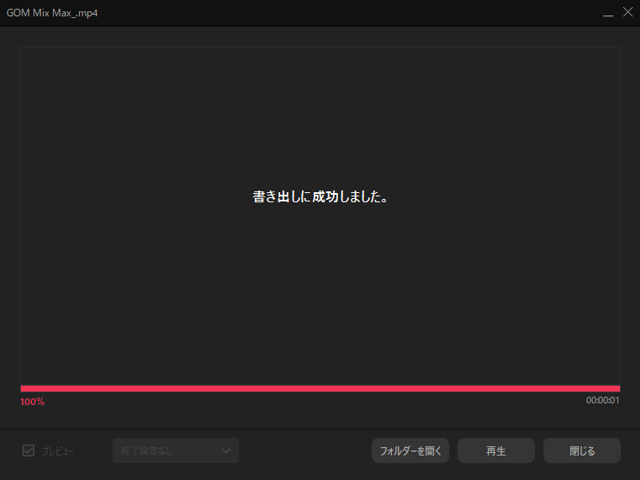 GOM Mix Max_.mp4
書き出しに成功しました。
100%
00:00:01
プレビュー
終了設定なし
フォルダーを開く
再生
閉じる